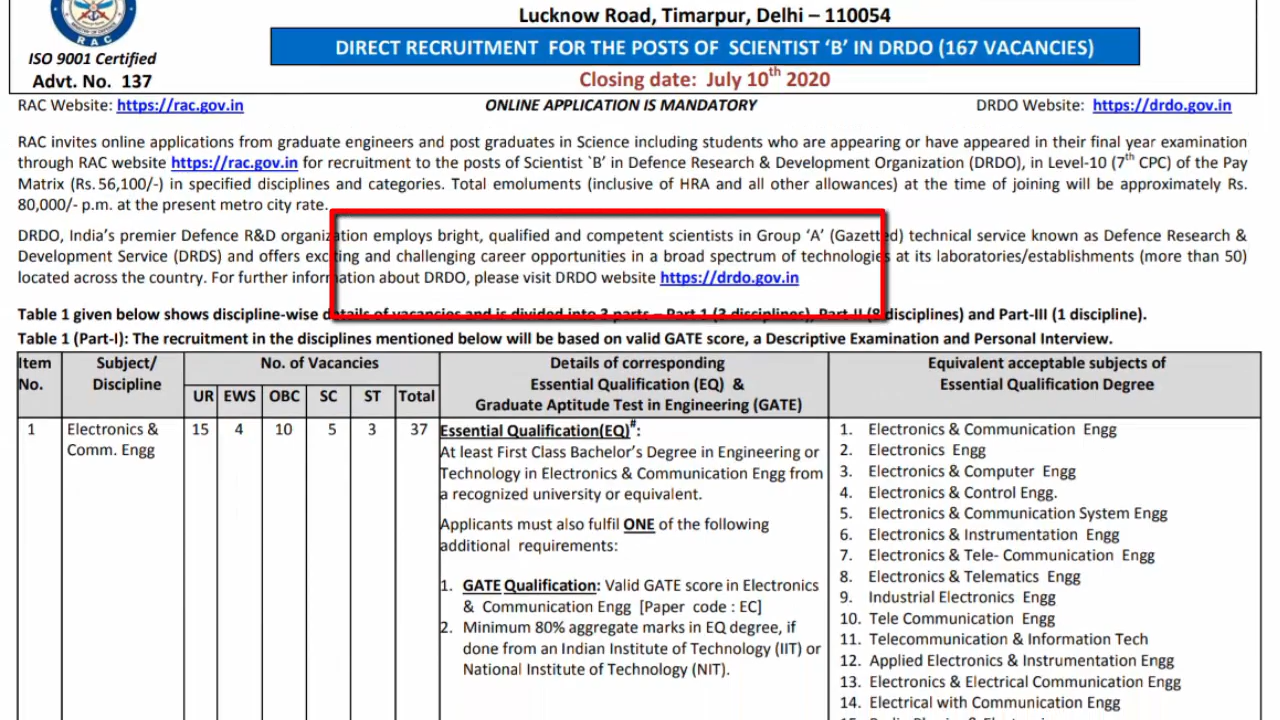 Lucknow Road, Timarpur, Delhi – 110054
RAC
ISO 9001 Certified
Advt. No. 137
DIRECT RECRUITMENT FOR THE POSTS OF SCIENTIST ‘B’ IN DRDO (167 VACANCIES)
Closing date: July 10th 2020
RAC Website: https://rac.gov.in ONLINE APPLICATION IS MANDATORY DRDO Website: https://drdo.gov.in
RAC invites online applications from graduate engineers and post graduates in Science including students who are appearing or have appeared in their final year examination
through RAC website https://rac.gov.in for recruitment to the posts of Scientist `B’ in Defence Research & Development Organization (DRDO), in Level-10 (7th CPC) of the Pay
Matrix (Rs. 56,100/-) in specified disciplines and categories. Total emoluments (inclusive of HRA and all other allowances) at the time of joining will be approximately Rs.
80,000/- p.m. at the present metro city rate.
DRDO, India’s premier Defence R&D organization employs bright, qualified and competent scientists in Group ‘A’ (Gazetted) technical service known as Defence Research &
Development Service (DRDS) and offers exciting and challenging career opportunities in a broad spectrum of technologies at its laboratories/establishments (more than 50)
located across the country. For further information about DRDO, please visit DRDO website https://drdo.gov.in
Table 1 given below shows discipline-wise details of vacancies and is divided into 3 parts – Part 1 (3 disciplines), Part-II (8 disciplines) and Part-III (1 discipline).
Table 1 (Part-I): The recruitment in the disciplines mentioned below will be based on valid GATE score, a Descriptive Examination and Personal Interview.
Item No.
Subject/
Discipline
No. of Vacancies
UR EWS OBC SC ST Total
Details of corresponding
Essential Qualification (EQ) &
Graduate Aptitude Test in Engineering (GATE)
Equivalent acceptable subjects of
Essential Qualification Degree
1
Electronics &
Comm. Engg
15 4 10 5 3 37
Essential Qualification(EQ)#:
At least First Class Bachelor’s Degree in Engineering or
Technology in Electronics & Communication Engg from
a recognized university or equivalent.
Applicants must also fulfil ONE of the following
additional requirements:
1. GATE Qualification: Valid GATE score in Electronics
& Communication Engg [Paper code : EC]
2. Minimum 80% aggregate marks in EQ degree, if
done from an Indian Institute of Technology (IIT) or
National Institute of Technology (NIT).
1. Electronics & Communication Engg
2. Electronics Engg
3. Electronics & Computer Engg
4. Electronics & Control Engg.
5. Electronics & Communication System Engg
6. Electronics & Instrumentation Engg
7. Electronics & Tele- Communication Engg
8. Electronics & Telematics Engg
9. Industrial Electronics Engg
10. Tele Communication Engg
11. Telecommunication & Information Tech
12. Applied Electronics & Instrumentation Engg
13. Electronics & Electrical Communication Engg
14. Electrical with Communication Engg